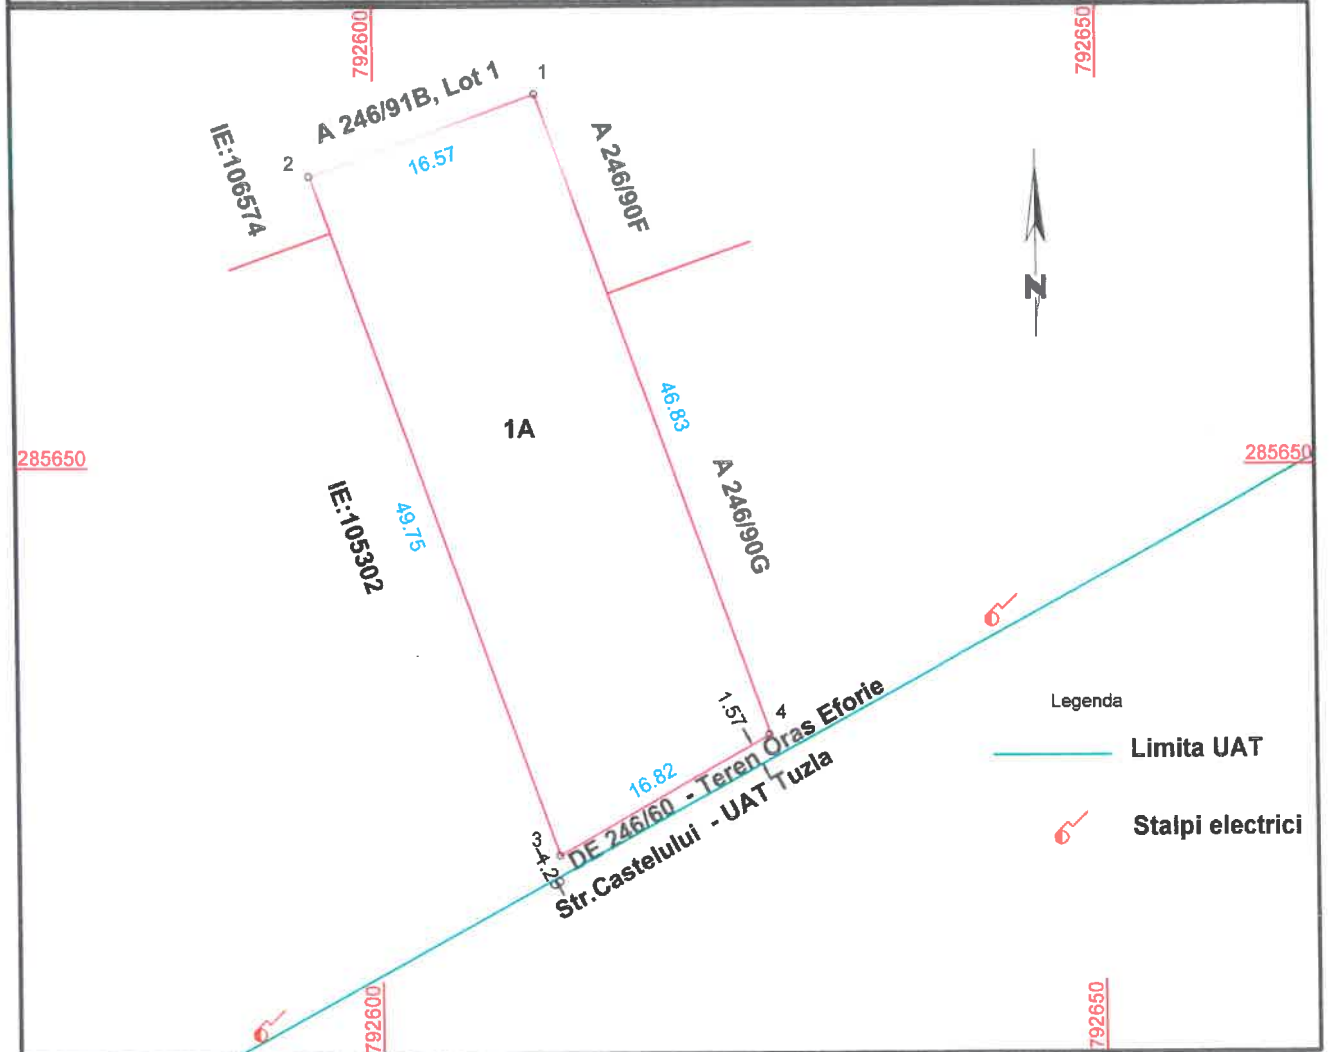 792600
792650
A 246/91B, Lot 1
1
2
16.57
IE:106574
A 246/90F
N
1A
46.83
285650
285650
A 246/90G
IE:105302
49.75
1.57
4
Legenda
Limita UAT
16.82
DE 246/60 - Teren Oras Eforie
Str.Castelului - UAT Tuzla
3
Stalpi electrici
792600
792650